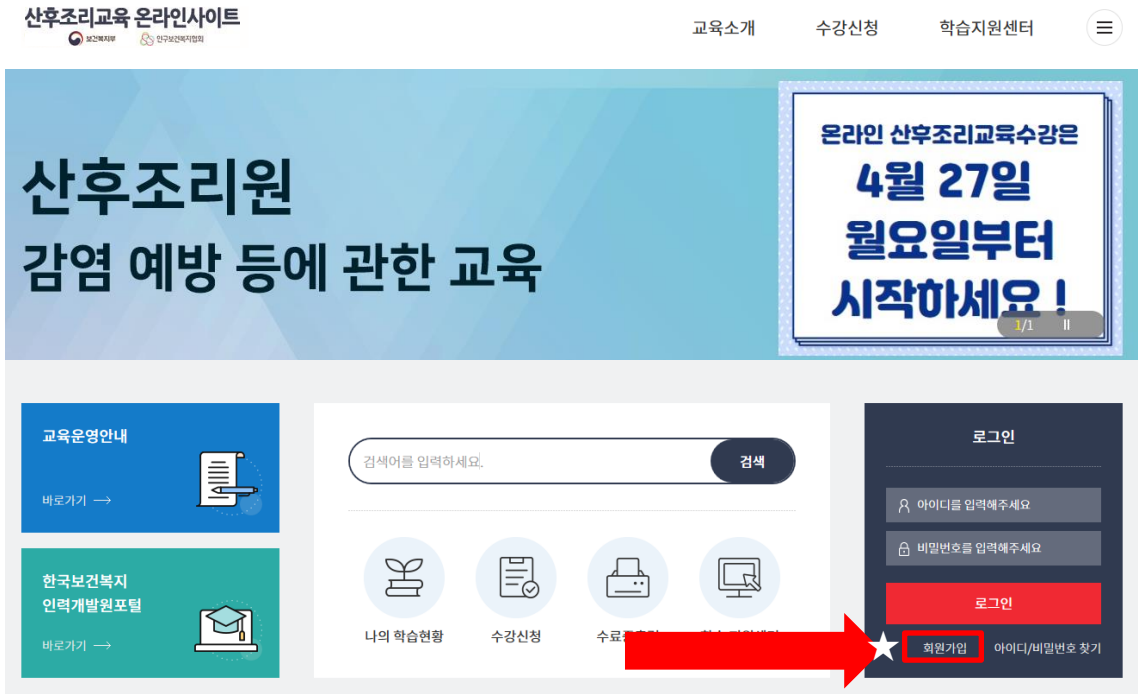 산후조리교육 온라인사이트
보건복지부 인구보건복지협회
교육소개 수강신청 학습지원센터
산후조리원
감염 예방 등에 관한 교육
온라인 산후조리교육수강은
4월 27일
월요일부터
시작하세요 !
1/1
교육운영안내
바로가기
한국보건복지
인력개발원포털
바로가기
검색어를 입력하세요.
검색
나의 학습현황 수강신청
로그인
아이디를 입력해주세요
비밀번호를 입력해주세요
로그인
회원가입 아이디/비밀번호 찾기